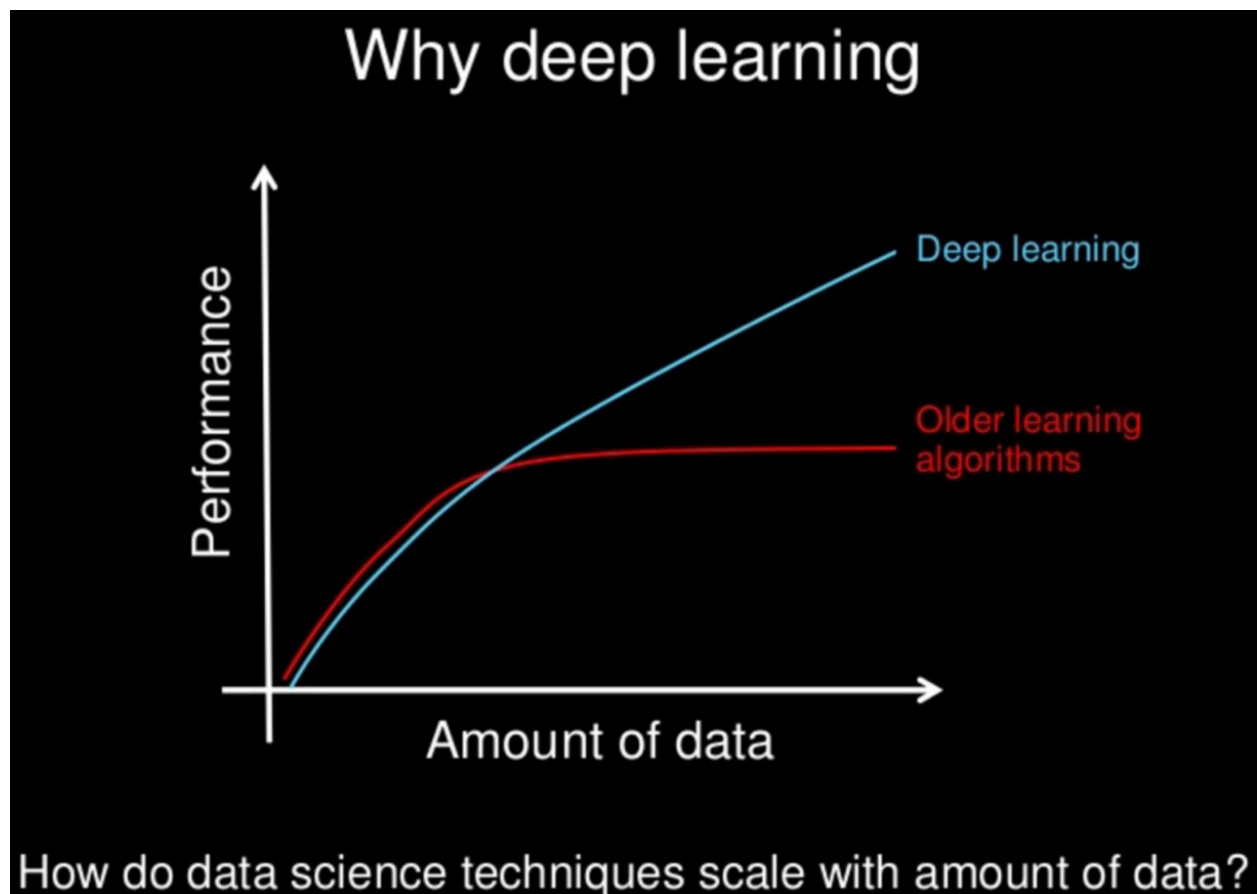 Why deep learning
Performance
Deep learning
Older learning
algorithms
Amount of data
How do data science techniques scale with amount of data?